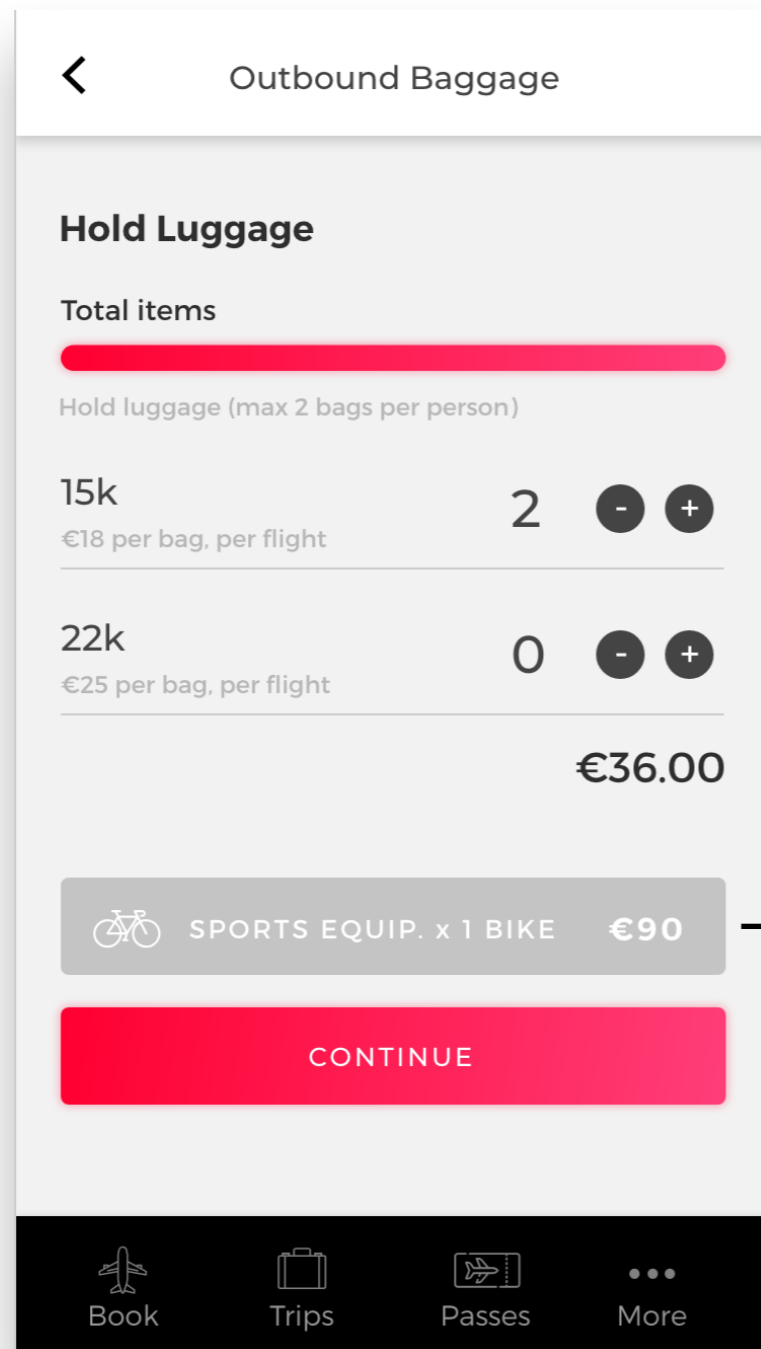 Outbound Baggage
Hold Luggage
Total items
Hold luggage (max 2 bags per person)
15k
2 - +
€18 per bag, per flight
22k
0 - +
€25 per bag, per flight
€36.00
SPORTS EQUIP. x 1 BIKE €90
CONTINUE
Book Trips Passes More